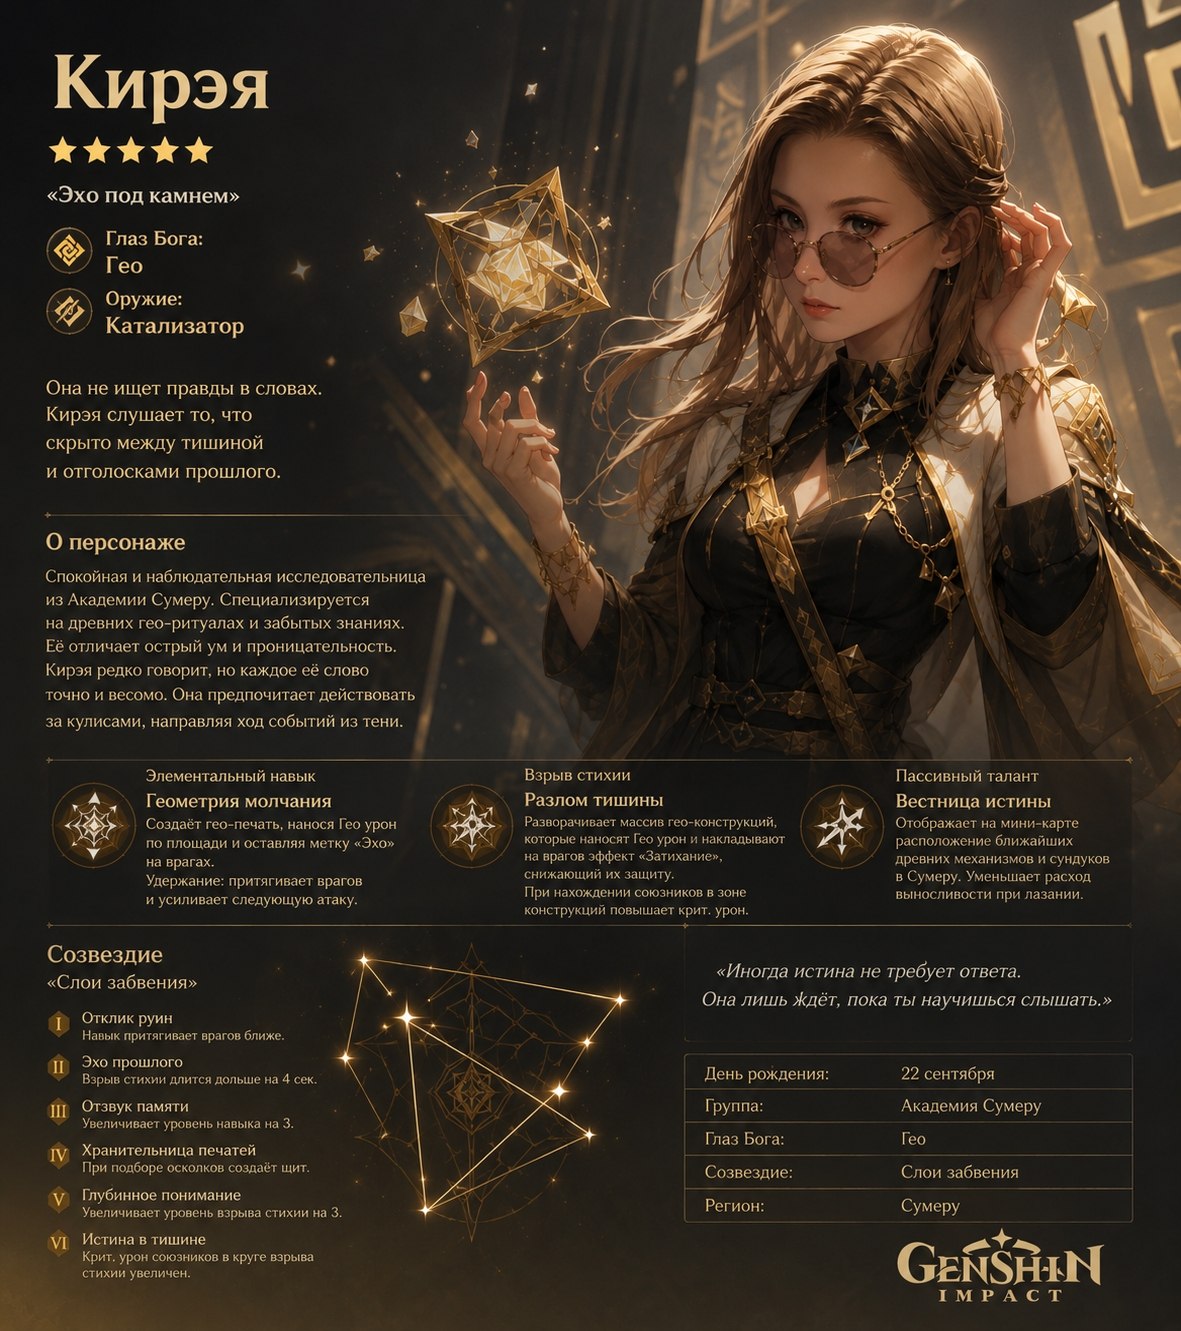 Кирэя
«Эхо под камнем»
Глаз Бога:
Гео
Оружие:
Катализатор
Она не ищет правды в словах.
Кирэя слушает то, что
скрыто между тишиной
и отголосками прошлого.
О персонаже
Спокойная и наблюдательная исследовательница
из Академии Сумеру. Специализируется
на древних гео-ритуалах и забытых знаниях.
Её отличает острый ум и проницательность.
Кирэя редко говорит, но каждое её слово
точно и весомо. Она предпочитает действовать
за кулисами, направляя ход событий из тени.
Элементальный навык
Геометрия молчания
Создаёт гео-печать, нанося Гео урон
по площади и оставляя метку «Эхо»
на врагах.
Удержание: притягивает врагов
и усиливает следующую атаку.
Взрыв стихии
Разлом тишины
Разворачивает массив гео-конструкций,
которые наносят Гео урон и накладывают
на врагов эффект «Затихание»,
снижающий их защиту.
При нахождении союзников в зоне
конструкций повышает крит. урон.
Пассивный талант
Вестница истины
Отображает на мини-карте
расположение ближайших
древних механизмов и сундуков
в Сумеру. Уменьшает расход
выносливости при лазании.
Созвездие
«Слои забвения»
I Отклик руин
Навык притягивает врагов ближе.
II Эхо прошлого
Взрыв стихии длится дольше на 4 сек.
III Отзвук памяти
Увеличивает уровень навыка на 3.
IV Хранительница печатей
При подборе осколков создаёт щит.
V Глубинное понимание
Увеличивает уровень взрыва стихии на 3.
VI Истина в тишине
Крит. урон союзников в круге взрыва
стихии увеличен.
«Иногда истина не требует ответа.
Она лишь ждёт, пока ты научишься слышать.»
День рождения: 22 сентября
Группа: Академия Сумеру
Глаз Бога: Гео
Созвездие: Слои забвения
Регион: Сумеру
GENSHIN
IMPACT